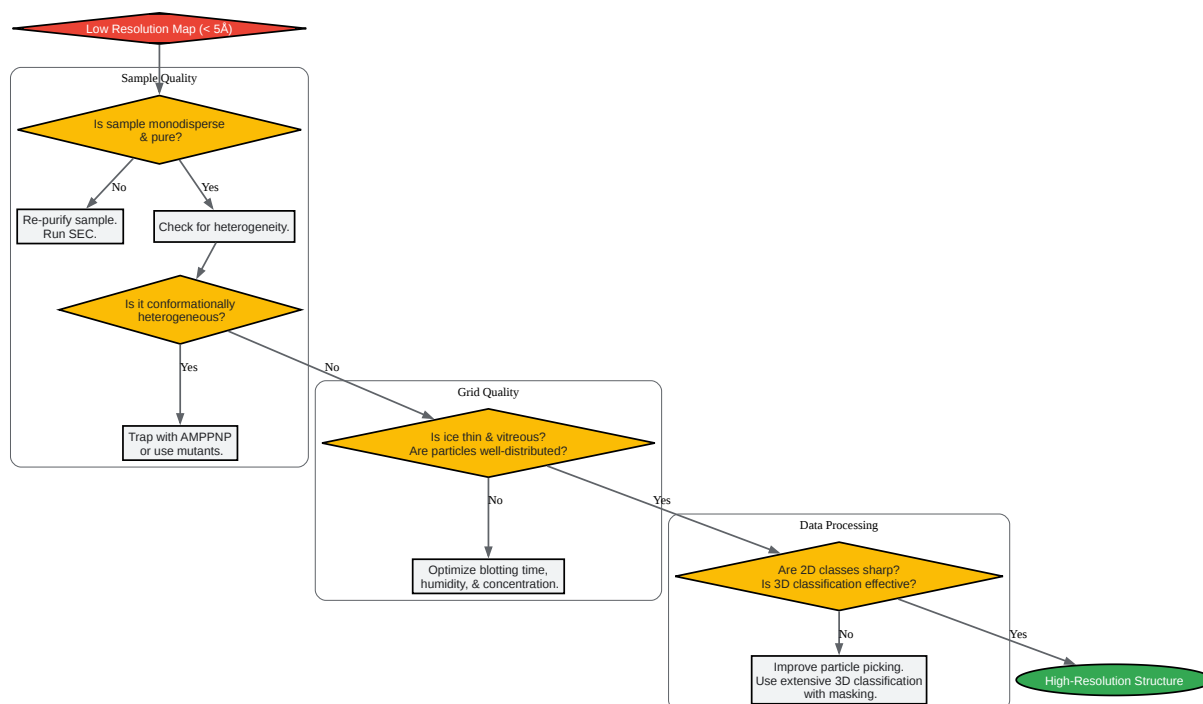 Low Resolution Map (< 5Å)
Sample Quality
Is sample monodisperse
& pure?
No
Yes
Re-purify sample.
Run SEC.
Check for heterogeneity.
Is it conformationally
heterogeneous?
Yes
No
Trap with AMPPNP
or use mutants.
Grid Quality
Is ice thin & vitreous?
Are particles well-distributed?
No
Yes
Optimize blotting time,
humidity, & concentration.
Data Processing
Are 2D classes sharp?
Is 3D classification effective?
No
Yes
Improve particle picking.
Use extensive 3D classification
with masking.
High-Resolution Structure